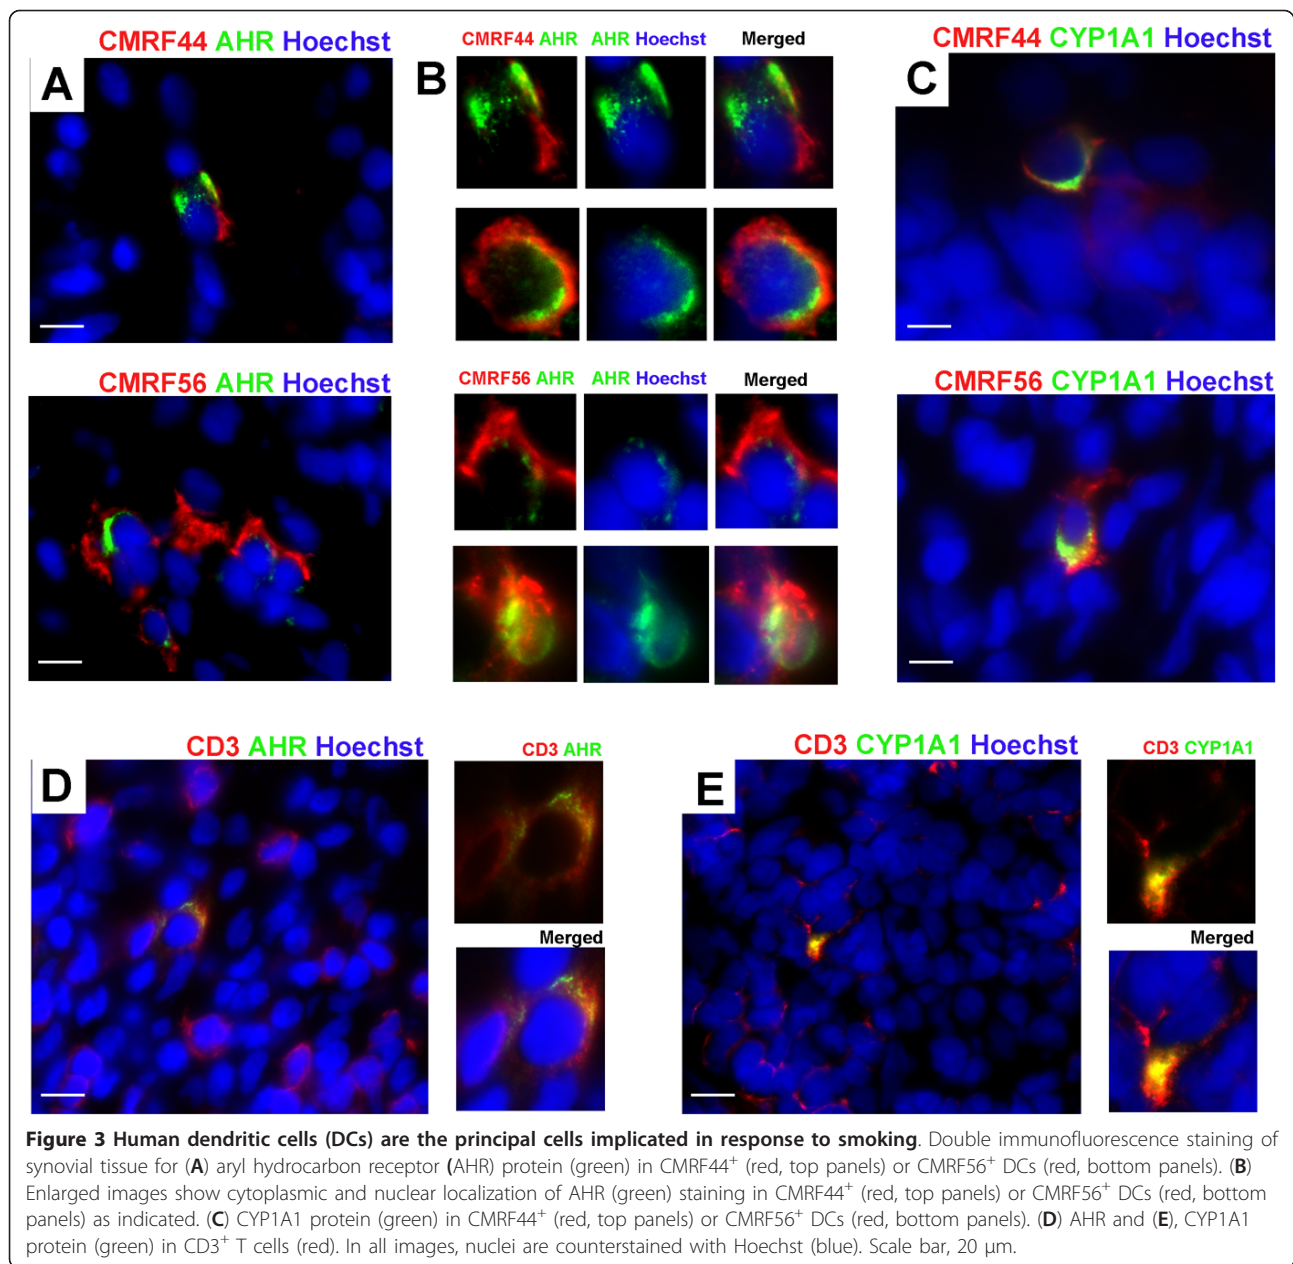 CMRF44 AHR Hoechst
A
B
CMRF44 AHR
AHR Hoechst
Merged
CMRF44 CYP1A1 Hoechst
C
CMRF56 AHR Hoechst
CMRF56 AHR
AHR Hoechst
Merged
CMRF56 CYP1A1 Hoechst
CD3 AHR Hoechst
D
CD3 AHR
Merged
CD3 CYP1A1 Hoechst
E
CD3 CYP1A1
Merged
Figure 3 Human dendritic cells (DCs) are the principal cells implicated in response to smoking. Double immunofluorescence staining of
synovial tissue for (A) aryl hydrocarbon receptor (AHR) protein (green) in CMRF44+ (red, top panels) or CMRF56+ DCs (red, bottom panels). (B)
Enlarged images show cytoplasmic and nuclear localization of AHR (green) staining in CMRF44+ (red, top panels) or CMRF56+ DCs (red, bottom
panels) as indicated. (C) CYP1A1 protein (green) in CMRF44+ (red, top panels) or CMRF56+ DCs (red, bottom panels). (D) AHR and (E), CYP1A1
protein (green) in CD3+ T cells (red). In all images, nuclei are counterstained with Hoechst (blue). Scale bar, 20 μm.